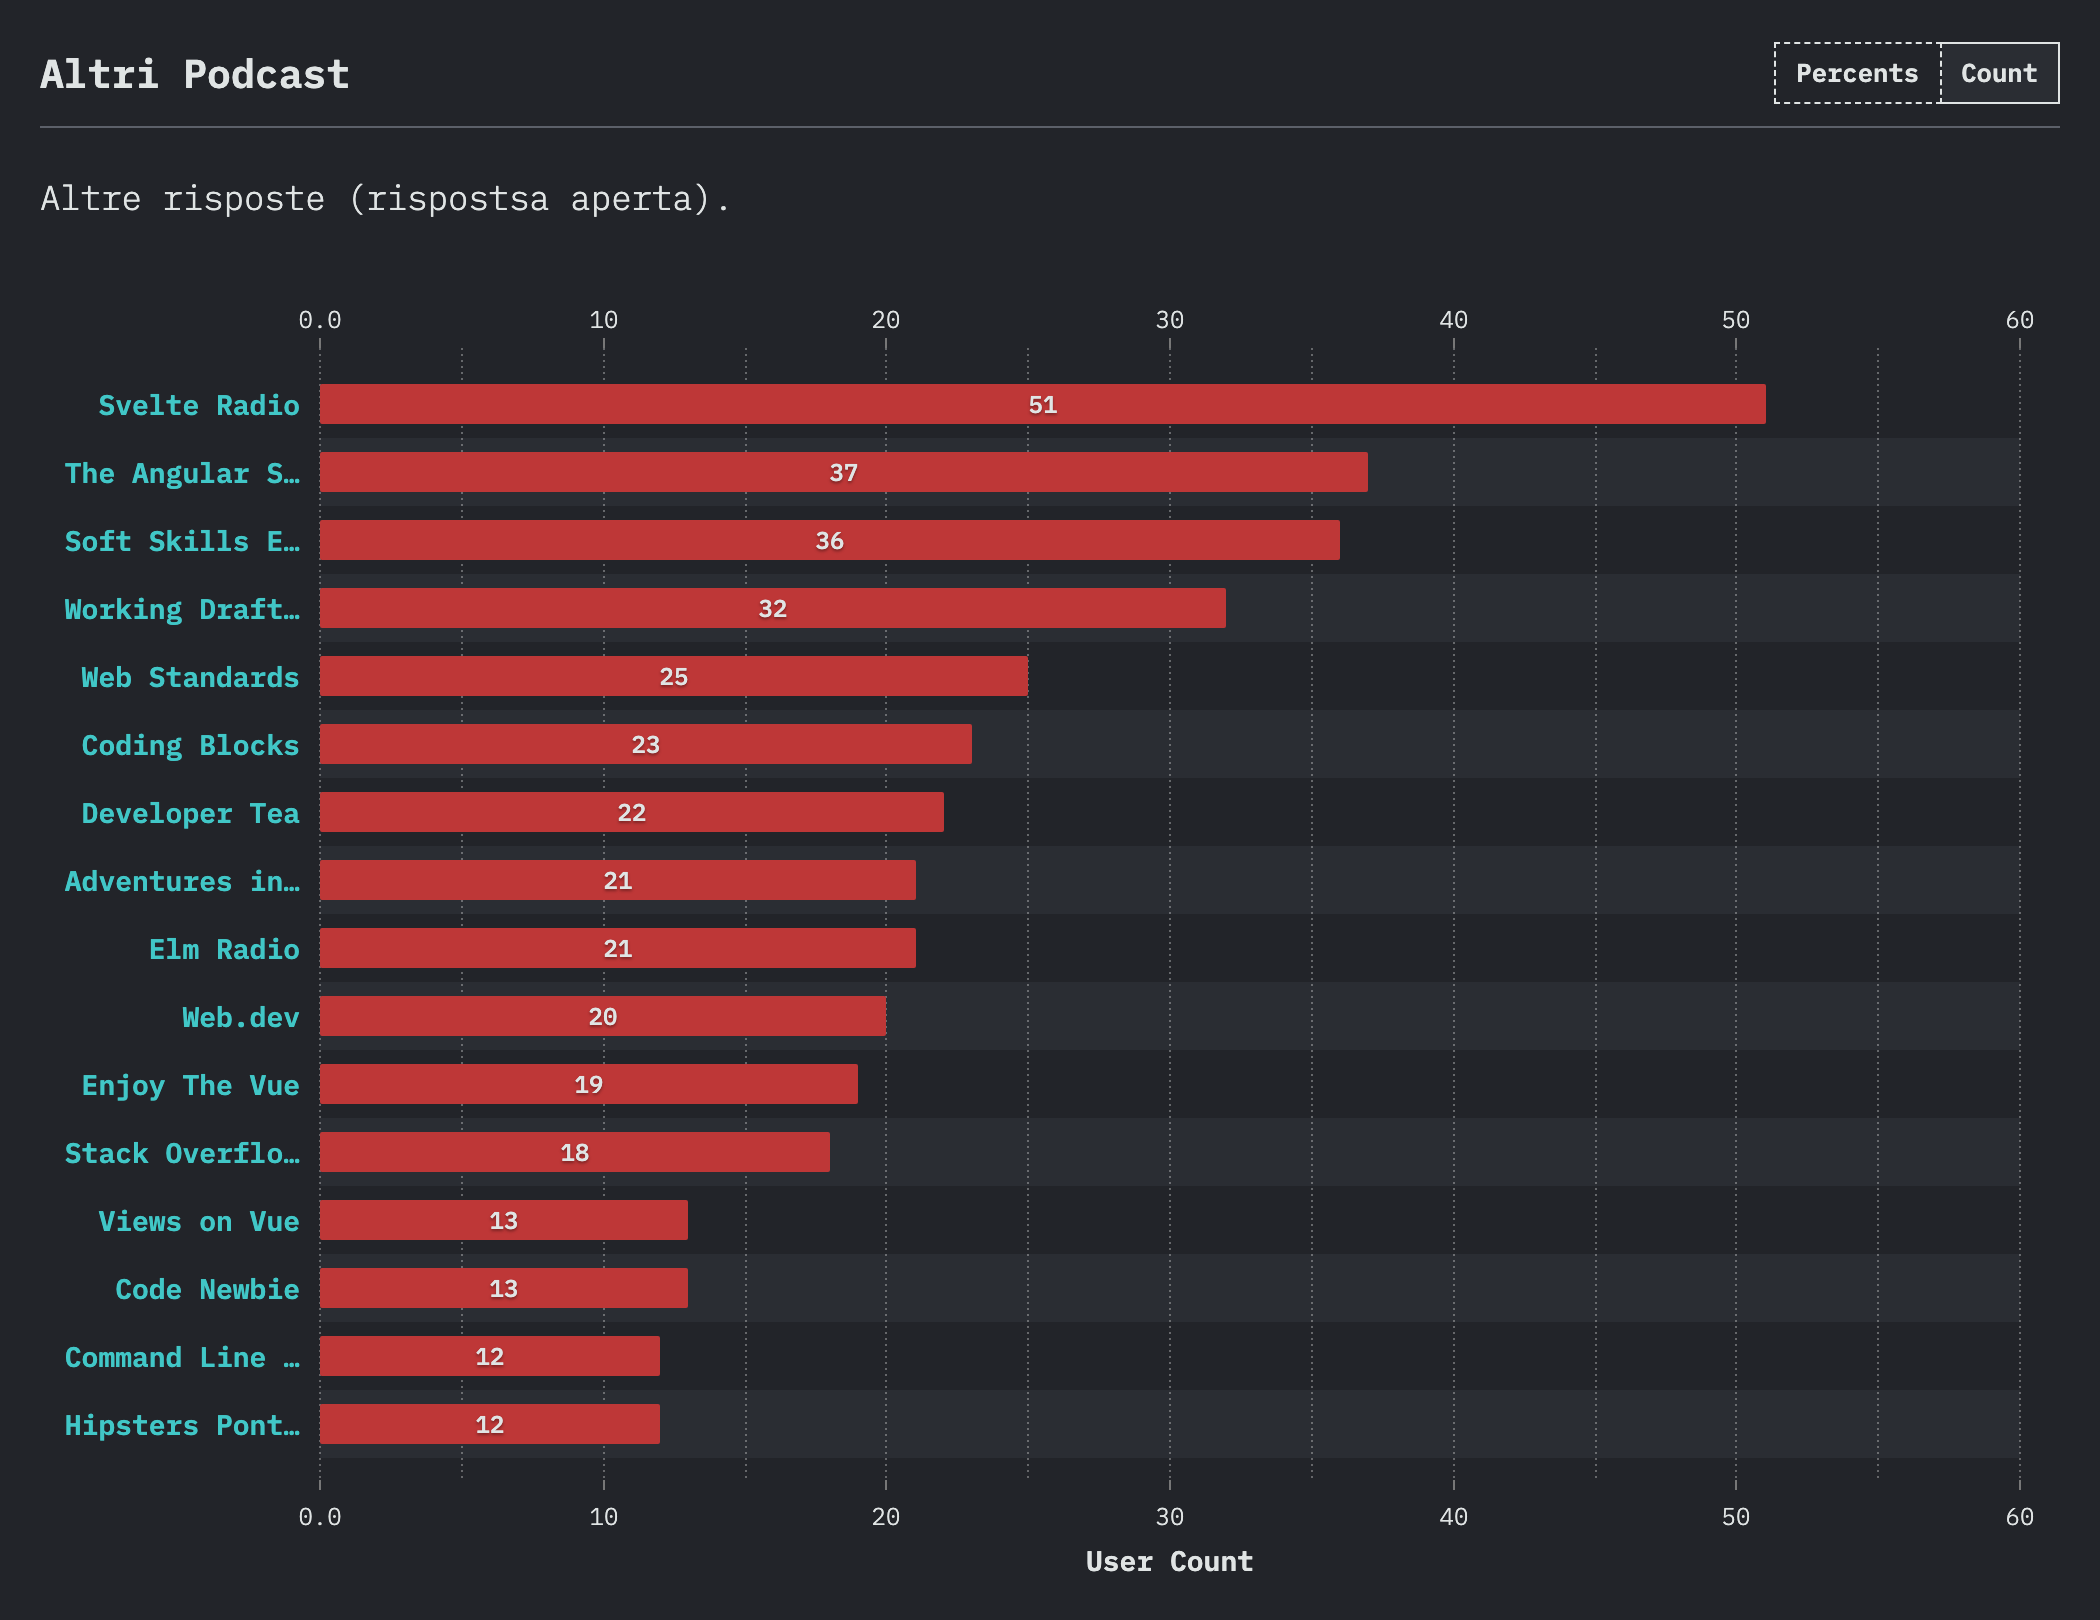 Altri Podcast
Percents Count
Altre risposte (rispostsa aperta).
0.0 10 20 30 40 50 60
Svelte Radio 51
The Angular S… 37
Soft Skills E… 36
Working Draft… 32
Web Standards 25
Coding Blocks 23
Developer Tea 22
Adventures in… 21
Elm Radio 21
Web.dev 20
Enjoy The Vue 19
Stack Overflo… 18
Views on Vue 13
Code Newbie 13
Command Line … 12
Hipsters Pont… 12
0.0 10 20 30 40 50 60
User Count